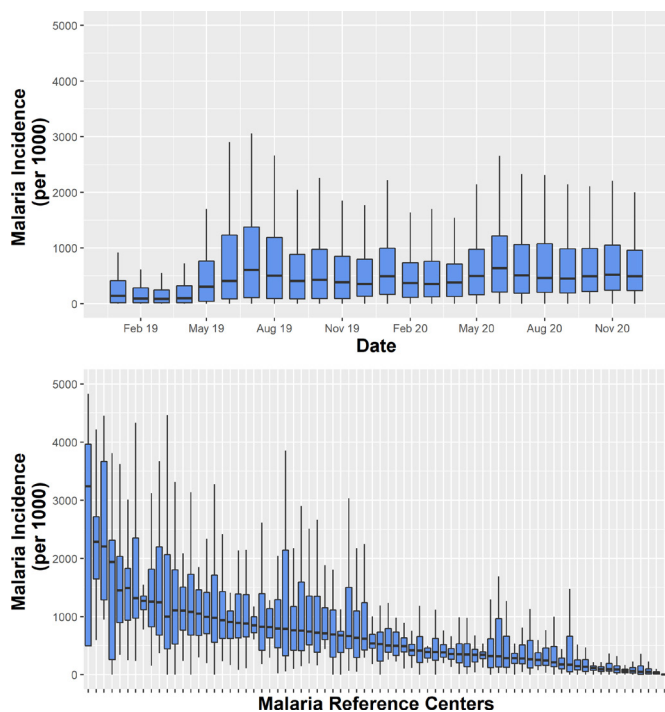 5000
4000
3000
2000
1000
0
Malaria Incidence
(per 1000)
Feb 19 May 19 Aug 19 Nov 19 Feb 20 May 20 Aug 20 Nov 20
Date
5000
4000
3000
2000
1000
0
Malaria Incidence
(per 1000)
Malaria Reference Centers